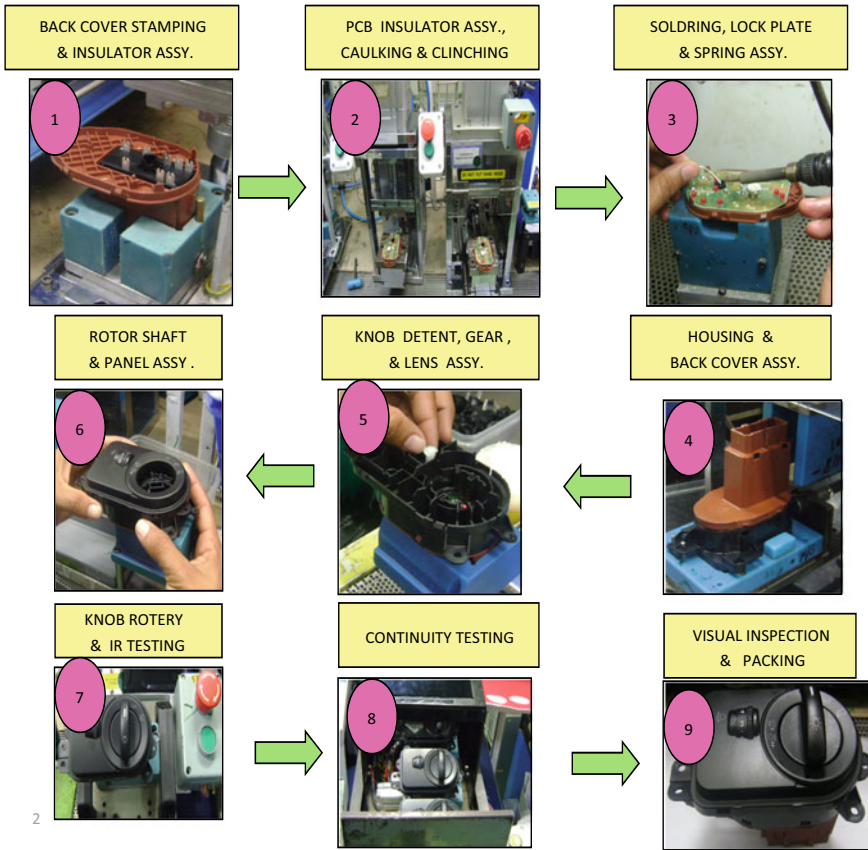 BACK COVER STAMPING
& INSULATOR ASSY.
PCB INSULATOR ASSY.,
CAULKING & CLINCHING
SOLDRING, LOCK PLATE
& SPRING ASSY.
1
2
3
ROTOR SHAFT
& PANEL ASSY .
KNOB DETENT, GEAR ,
& LENS ASSY.
HOUSING &
BACK COVER ASSY.
6
5
4
KNOB ROTERY
& IR TESTING
CONTINUITY TESTING
VISUAL INSPECTION
& PACKING
7
8
9
2